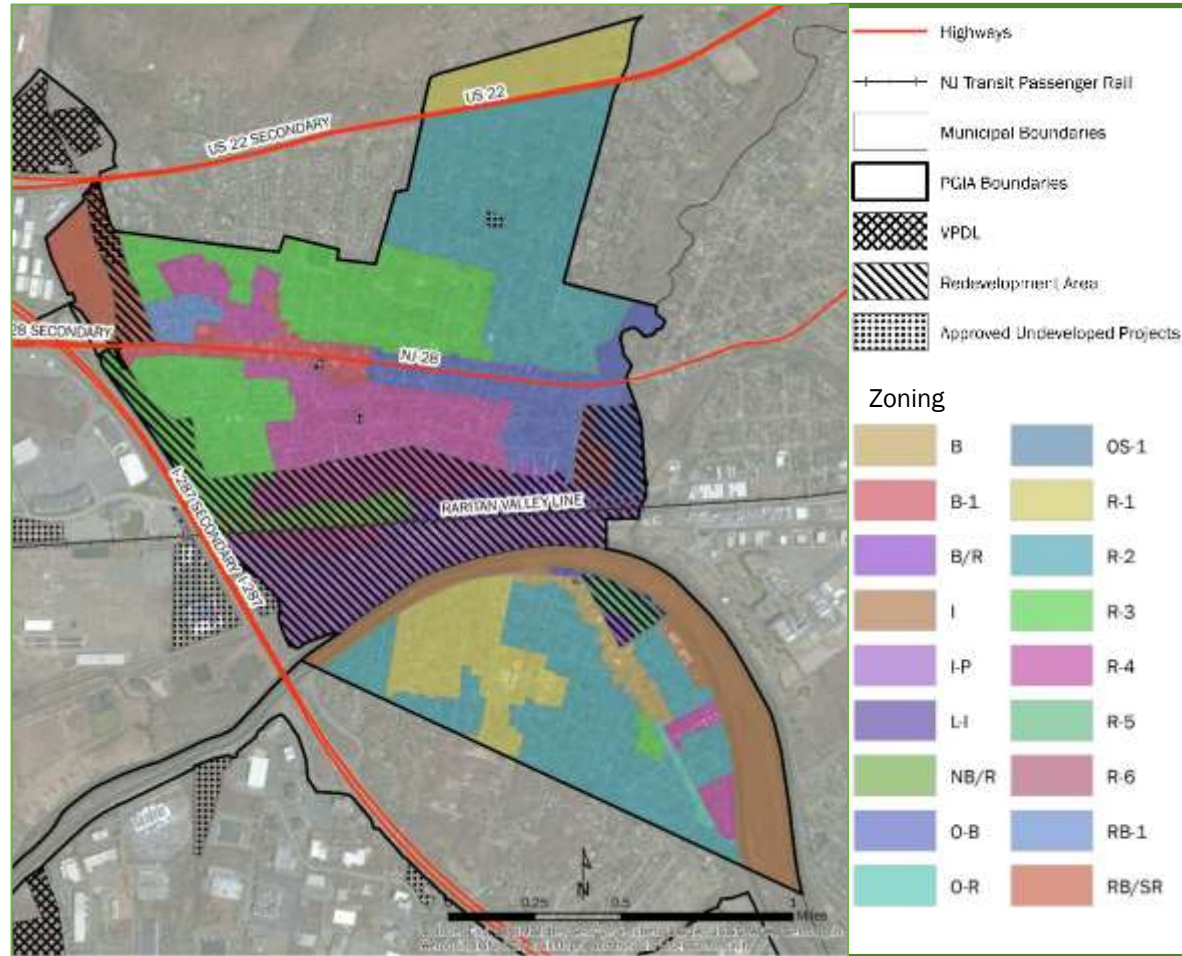 US 22
US 22 SECONDARY
28 SECONDARY
NJ-28
I-287 SECONDARY I-287
RARITAN VALLEY LINE
N
0.25 0.5 1
Miles
Highways
NJ Transit Passenger Rail
Municipal Boundaries
PGIA Boundaries
VPDL
Redevelopment Area
Approved Undeveloped Projects
Zoning
B
B-1
B/R
I
I-P
L-I
NB/R
O-B
O-R
OS-1
R-1
R-2
R-3
R-4
R-5
R-6
RB-1
RB/SR